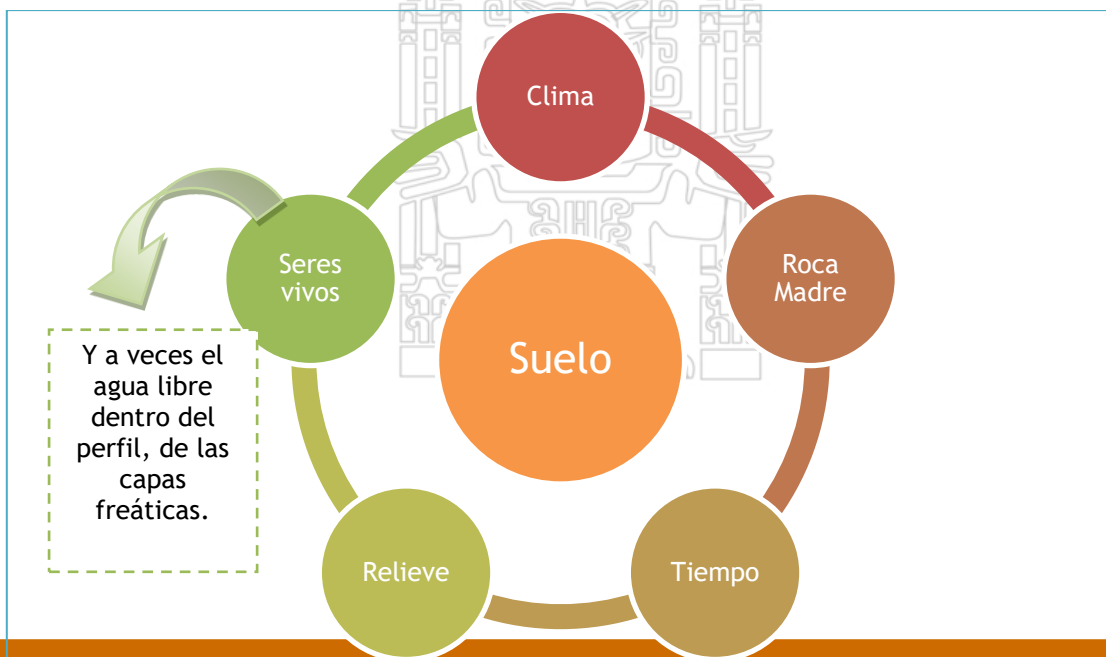 Clima
Roca
Madre
Tiempo
Relieve
Seres
vivos
Suelo
Y a veces el
agua libre
dentro del
perfil, de las
capas
freáticas.